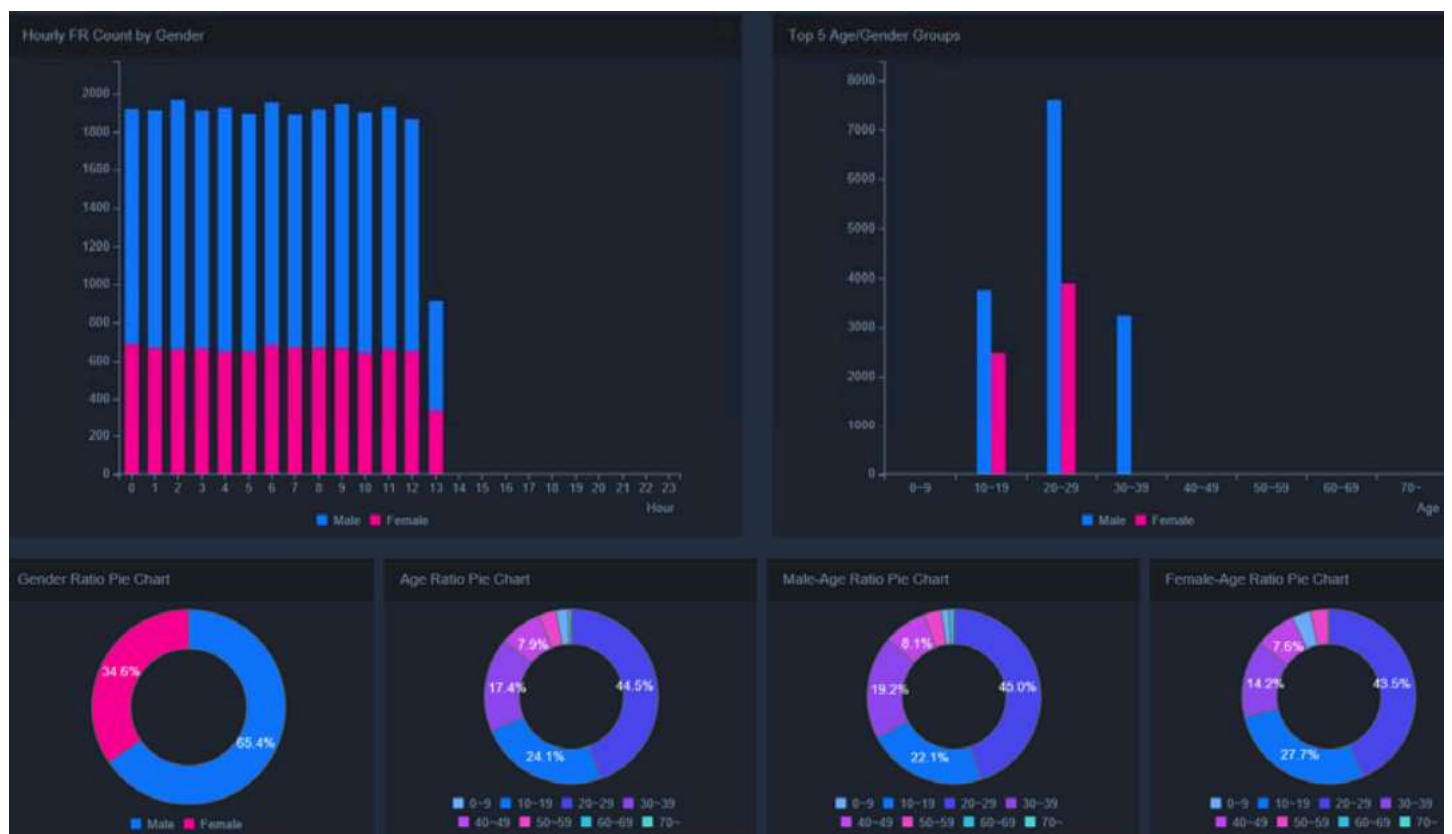 Hourly FR Count by Gender
2000
1800
1600
1400
1200
1000
800
600
400
200
0
0 1 2 3 4 5 6 7 8 9 10 11 12 13 14 15 16 17 18 19 20 21 22 23
Hour
Male Female
Top 5 Age/Gender Groups
8000
7000
6000
5000
4000
3000
2000
1000
0
0~9 10~19 20~29 30~39 40~49 50~59 60~69 70~
Age
Male Female
Gender Ratio Pie Chart
34.6%
65.4%
Male Female
Age Ratio Pie Chart
7.9%
17.4% 44.5%
24.1%
0~9 10~19 20~29 30~39
40~49 50~59 60~69 70~
Male-Age Ratio Pie Chart
8.1%
19.2% 45.0%
22.1%
0~9 10~19 20~29 30~39
40~49 50~59 60~69 70~
Female-Age Ratio Pie Chart
7.6%
14.2% 43.5%
27.7%
0~9 10~19 20~29 30~39
40~49 50~59 60~69 70~